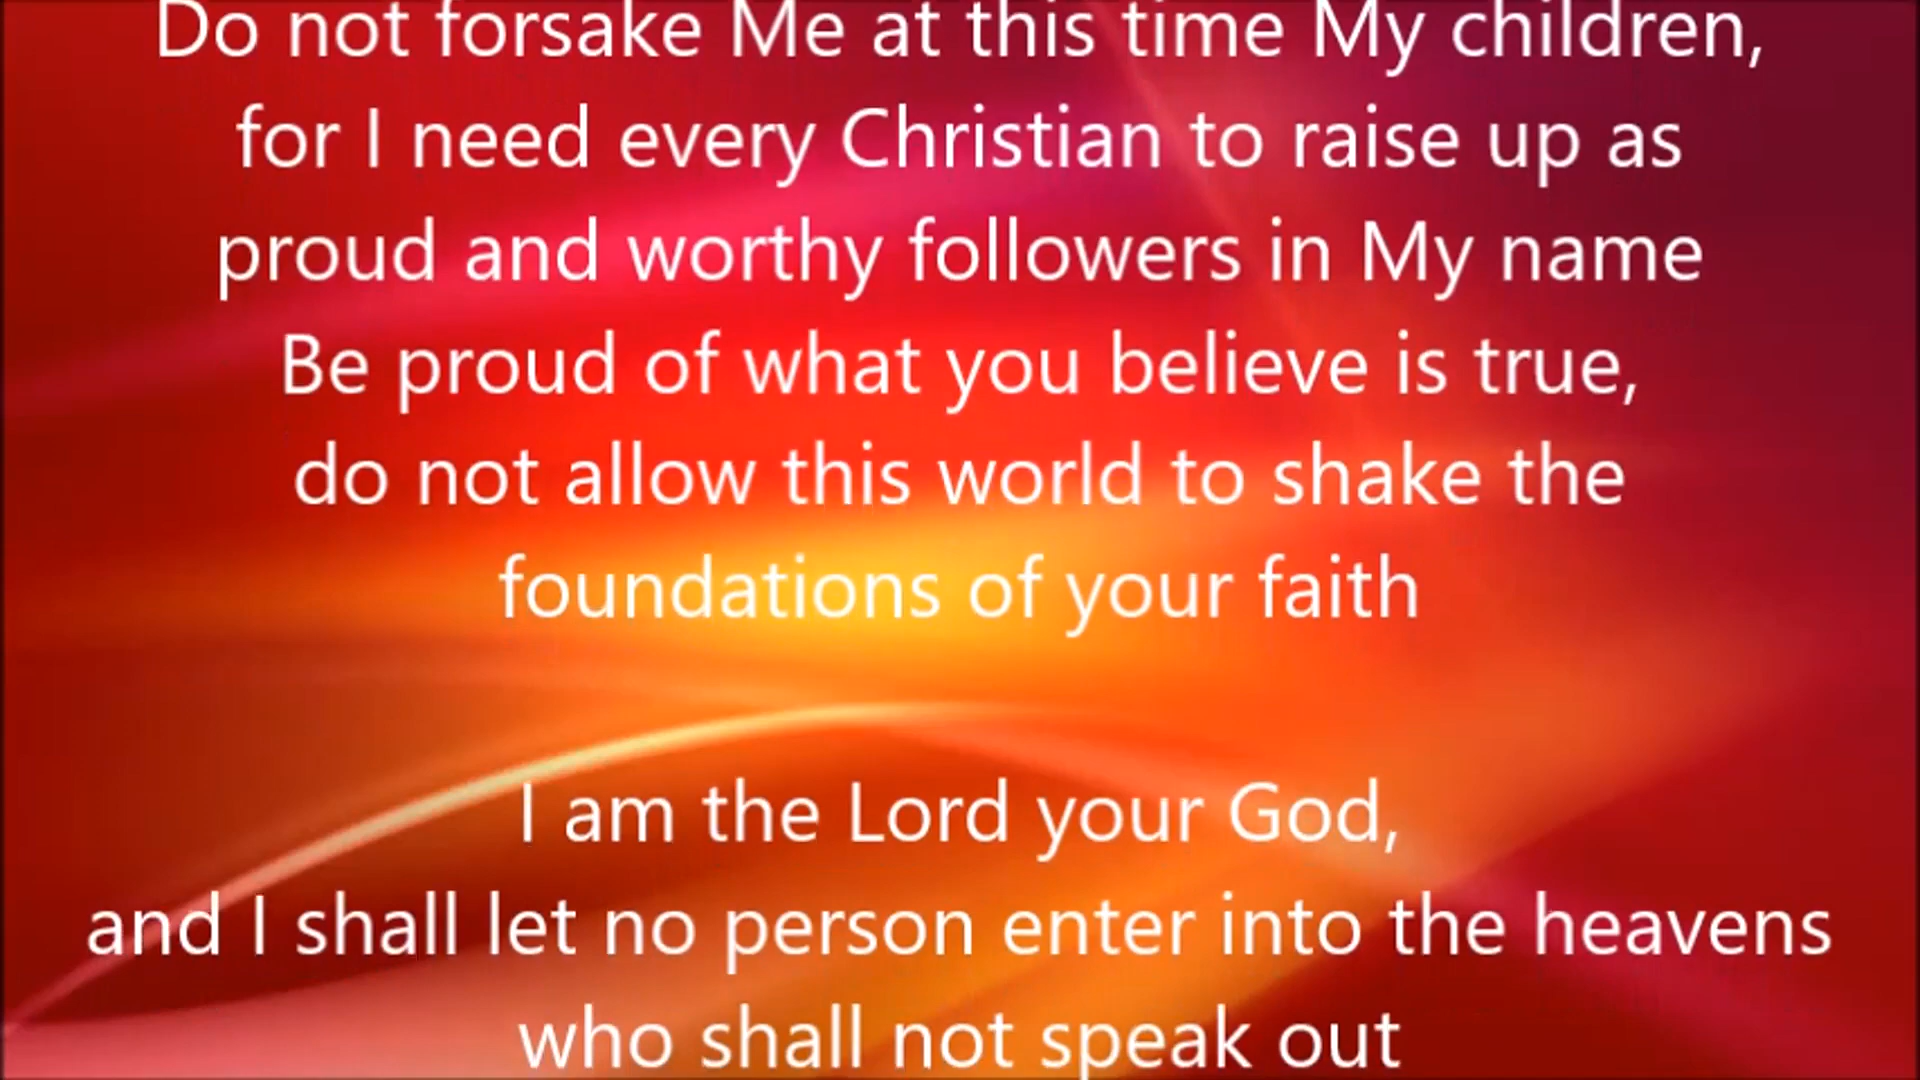 Do not forsake Me at this time My children,
for I need every Christian to raise up as
proud and worthy followers in My name
Be proud of what you believe is true,
do not allow this world to shake the
foundations of your faith
I am the Lord your God,
and I shall let no person enter into the heavens
who shall not speak out